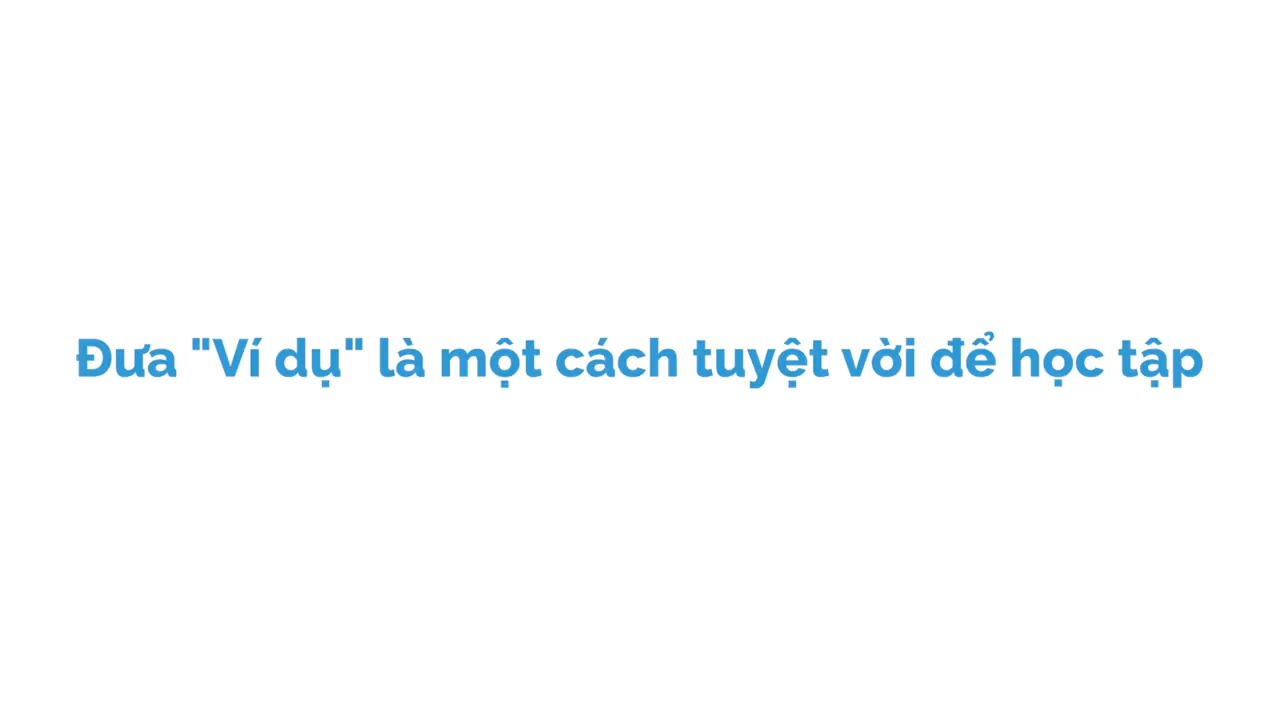 Đưa "Ví dụ" là một cách tuyệt vời để học tập